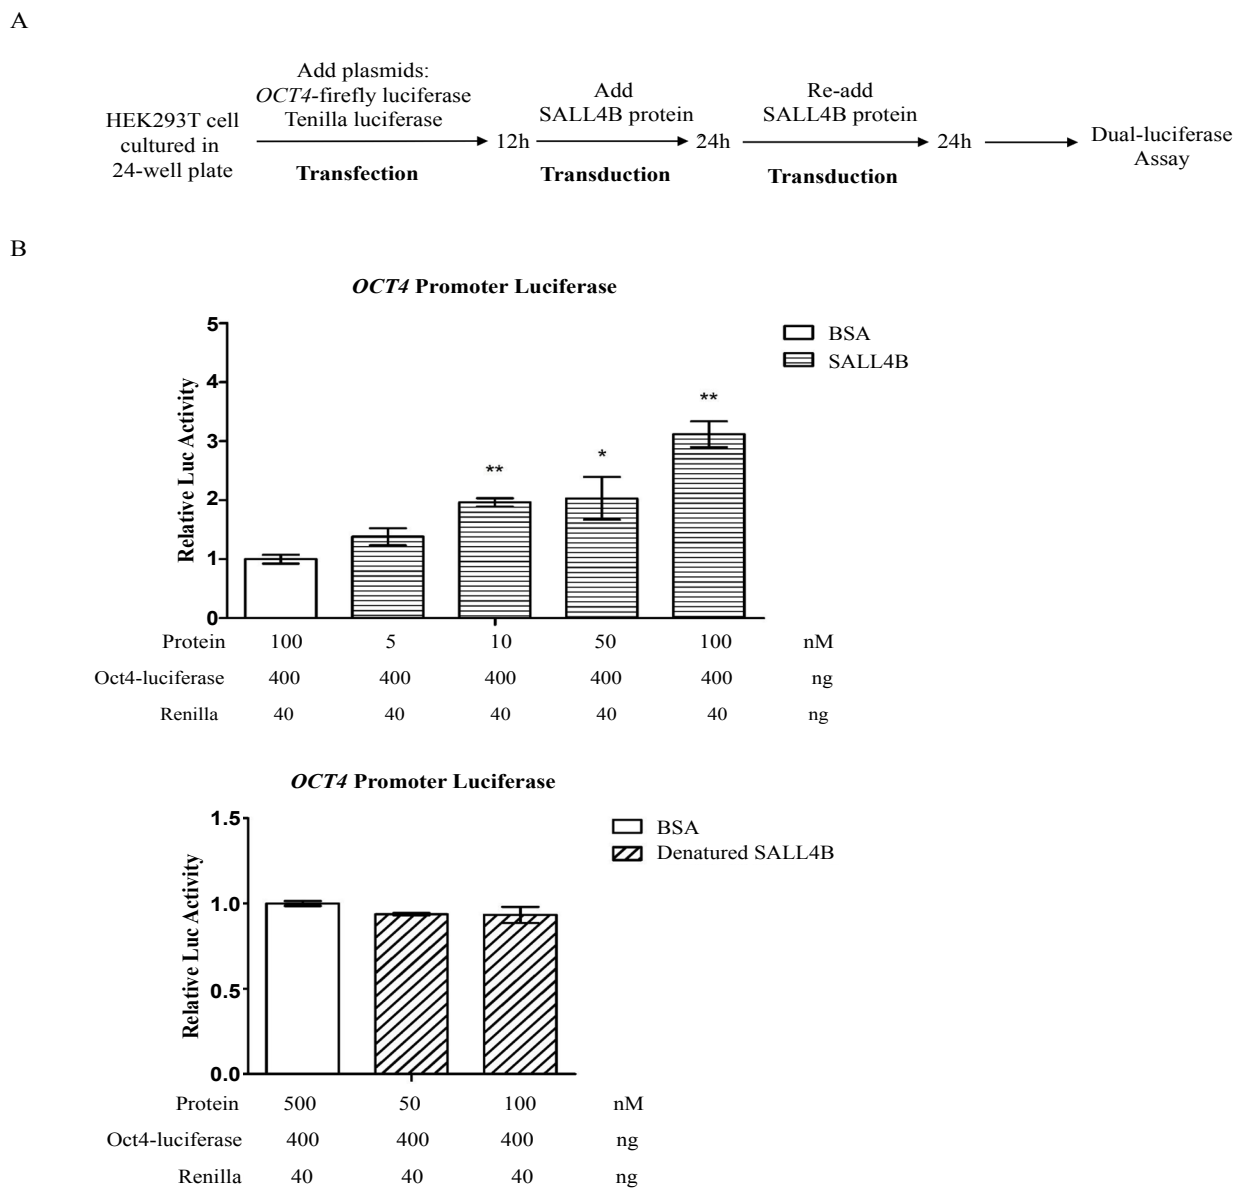 A
Add plasmids:
OCT4-firefly luciferase
Tenilla luciferase
HEK293T cell
cultured in
24-well plate
Transfection
12h
Add
SALL4B protein
Transduction
24h
Re-add
SALL4B protein
Transduction
24h
Dual-luciferase
Assay
B
OCT4 Promoter Luciferase
Relative Luc Activity
5
4
3
2
1
0
** * **
BSA
SALL4B
Protein 100 5 10 50 100 nM
Oct4-luciferase 400 400 400 400 400 ng
Renilla 40 40 40 40 40 ng
OCT4 Promoter Luciferase
Relative Luc Activity
1.5
1.0
0.5
0.0
BSA
Denatured SALL4B
Protein 500 50 100 nM
Oct4-luciferase 400 400 400 ng
Renilla 40 40 40 ng